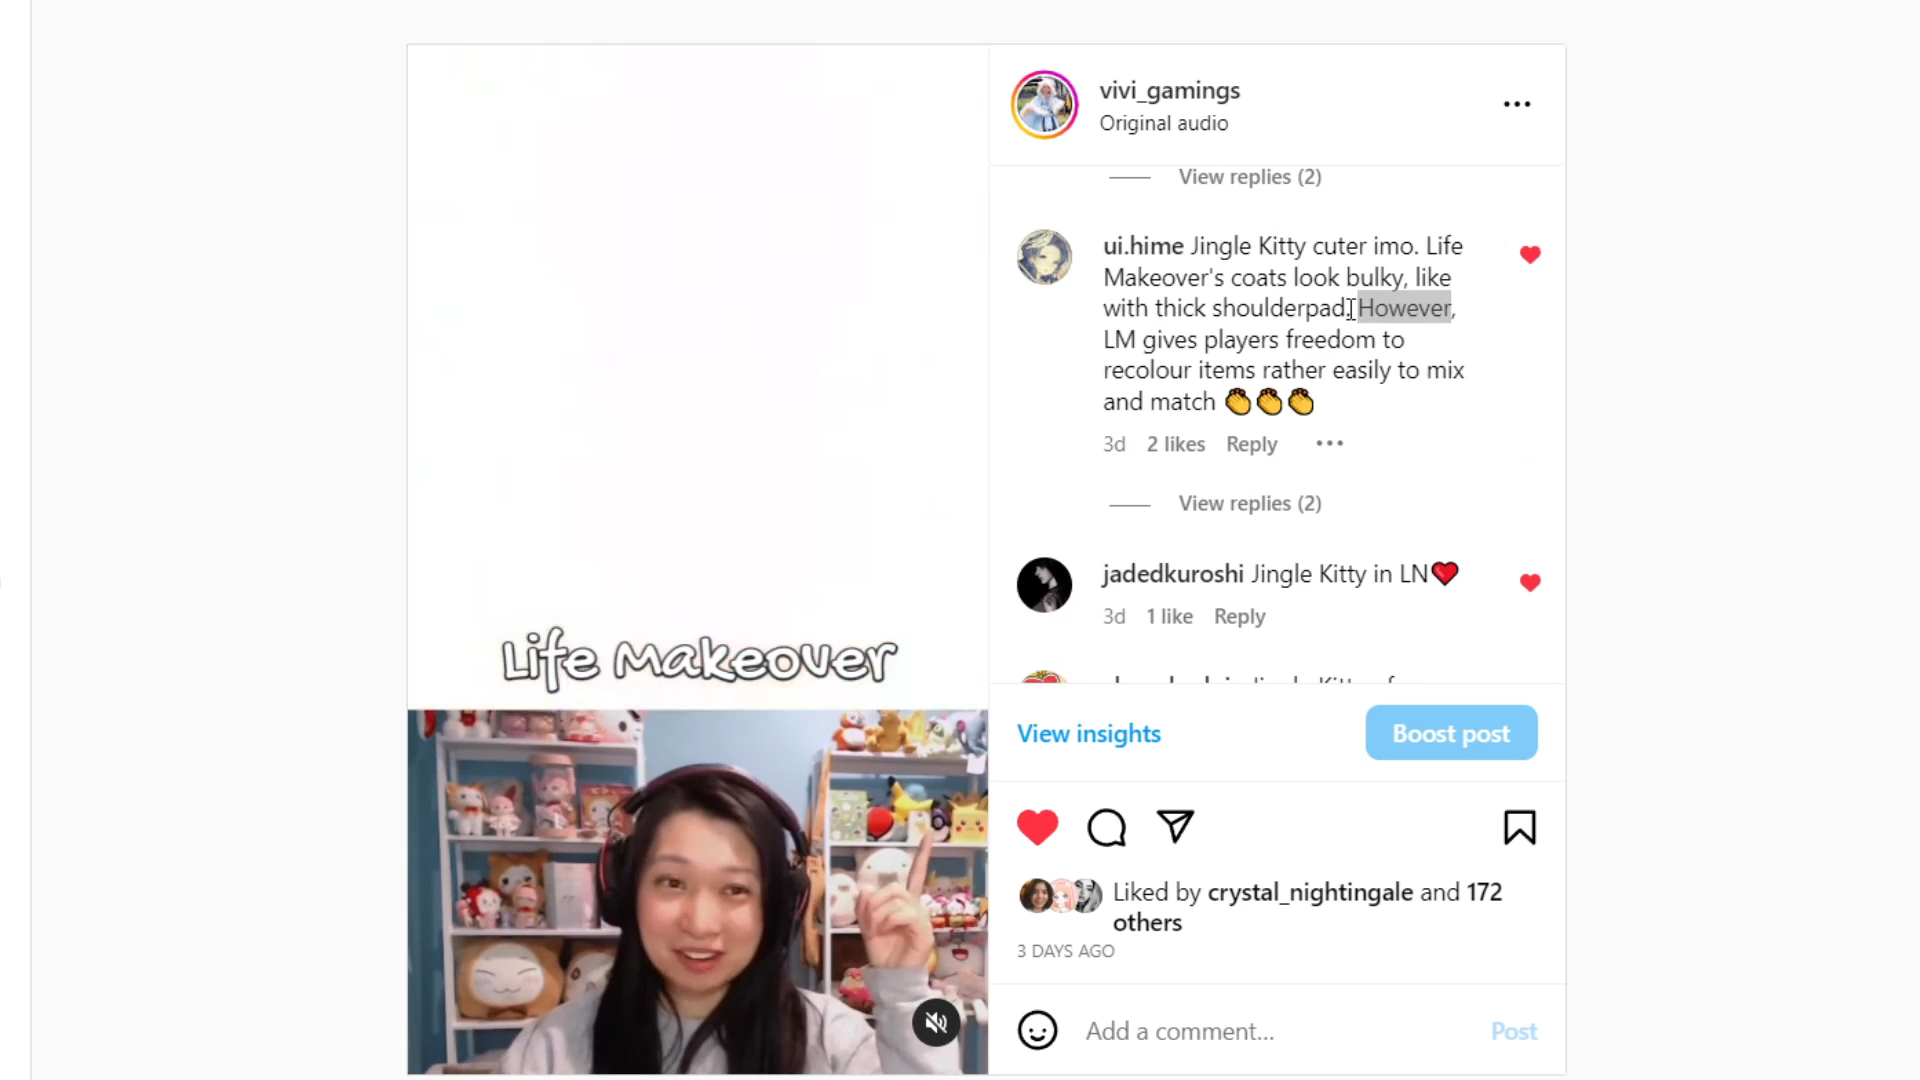 vivi_gamings
Original audio
View replies (2)
ui.hime Jingle Kitty cuter imo. Life
Makeover's coats look bulky, like
with thick shoulderpad. However,
LM gives players freedom to
recolour items rather easily to mix
and match 👏👏👏
3d 2 likes Reply
View replies (2)
jadedkuroshi Jingle Kitty in LN❤️
3d 1 like Reply
Life Makeover
View insights
Boost post
Liked by crystal_nightingale and 172
others
3 DAYS AGO
Add a comment...
Post